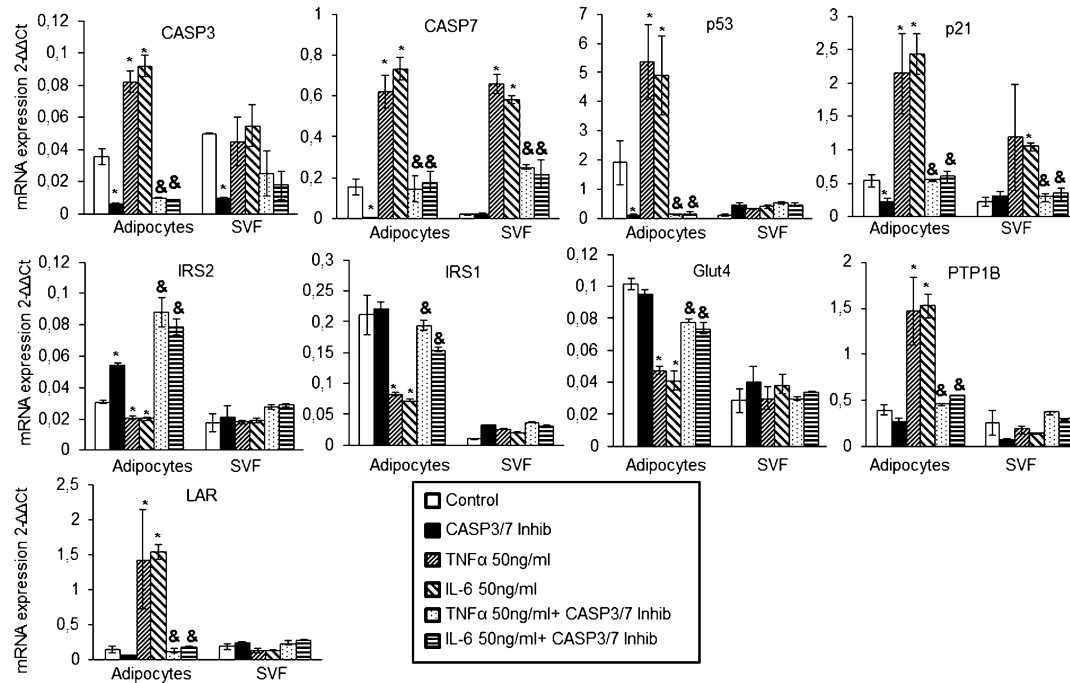 CASP3
mRNA expression 2-ΔΔCt
0,12
0,1
0,08
0,06
0,04
0,02
0
* * * * & & *
Adipocytes SVF
CASP7
1
0,8
0,6
0,4
0,2
0
* * * & & * * & &
Adipocytes SVF
p53
7
6
5
4
3
2
1
0
* * * & &
Adipocytes SVF
p21
3
2,5
2
1,5
1
0,5
0
* * * & & * & &
Adipocytes SVF
IRS2
mRNA expression 2-ΔΔCt
0,12
0,1
0,08
0,06
0,04
0,02
0
* * * & &
Adipocytes SVF
IRS1
0,3
0,25
0,2
0,15
0,1
0,05
0
* * & &
Adipocytes SVF
Glut4
0,12
0,1
0,08
0,06
0,04
0,02
0
* * & &
Adipocytes SVF
PTP1B
2
1,5
1
0,5
0
* * & &
Adipocytes SVF
LAR
mRNA expression 2-ΔΔCt
2,5
2
1,5
1
0,5
0
* * & &
Adipocytes SVF
Control
CASP3/7 Inhib
TNFα 50ng/ml
IL-6 50ng/ml
TNFα 50ng/ml+ CASP3/7 Inhib
IL-6 50ng/ml+ CASP3/7 Inhib